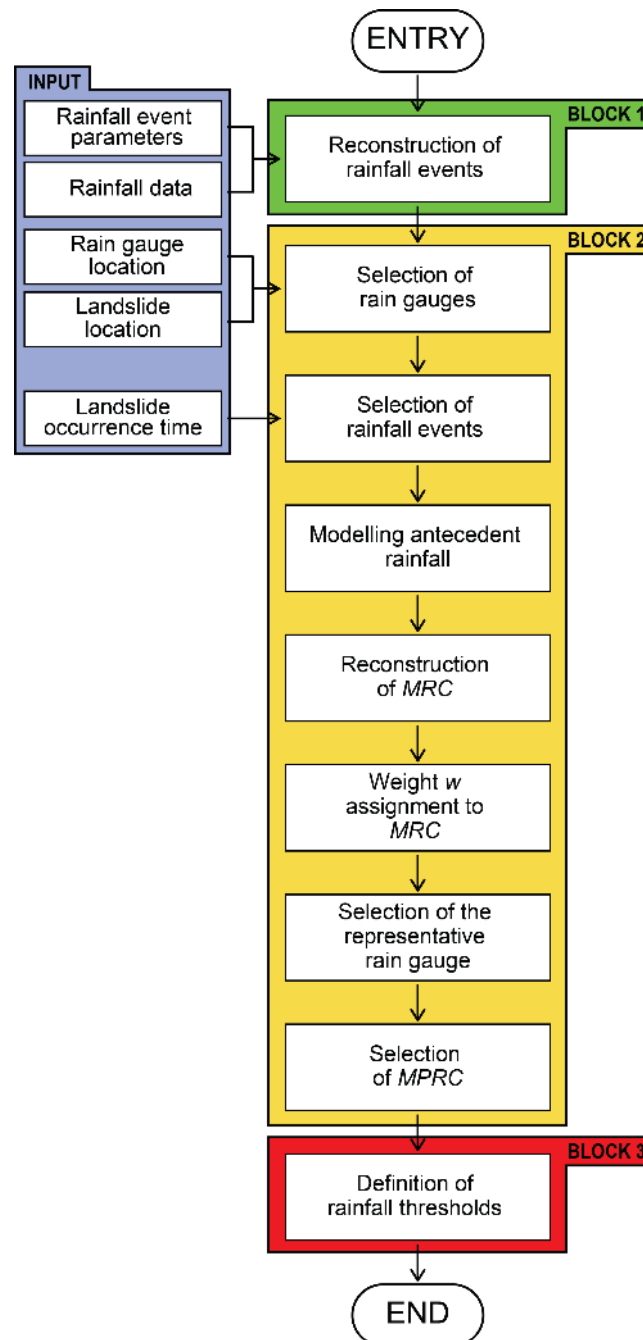 ENTRY
INPUT
Rainfall event
parameters
Rainfall data
Rain gauge
location
Landslide
location
Landslide
occurrence time
BLOCK 1
Reconstruction of
rainfall events
BLOCK 2
Selection of
rain gauges
Selection of
rainfall events
Modelling antecedent
rainfall
Reconstruction
of MRC
Weight w
assignment to
MRC
Selection of the
representative
rain gauge
Selection
of MPRC
BLOCK 3
Definition of
rainfall thresholds
END